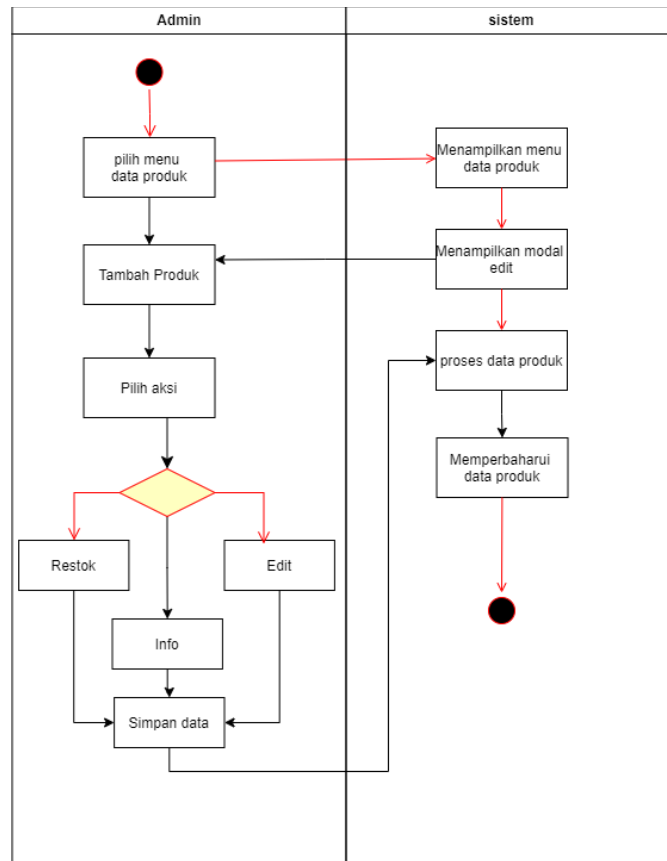 Admin
sistem
pilih menu
data produk
Menampilkan menu
data produk
Tambah Produk
Menampilkan modal
edit
Pilih aksi
proses data produk
Memperbaharui
data produk
Restok
Edit
Info
Simpan data